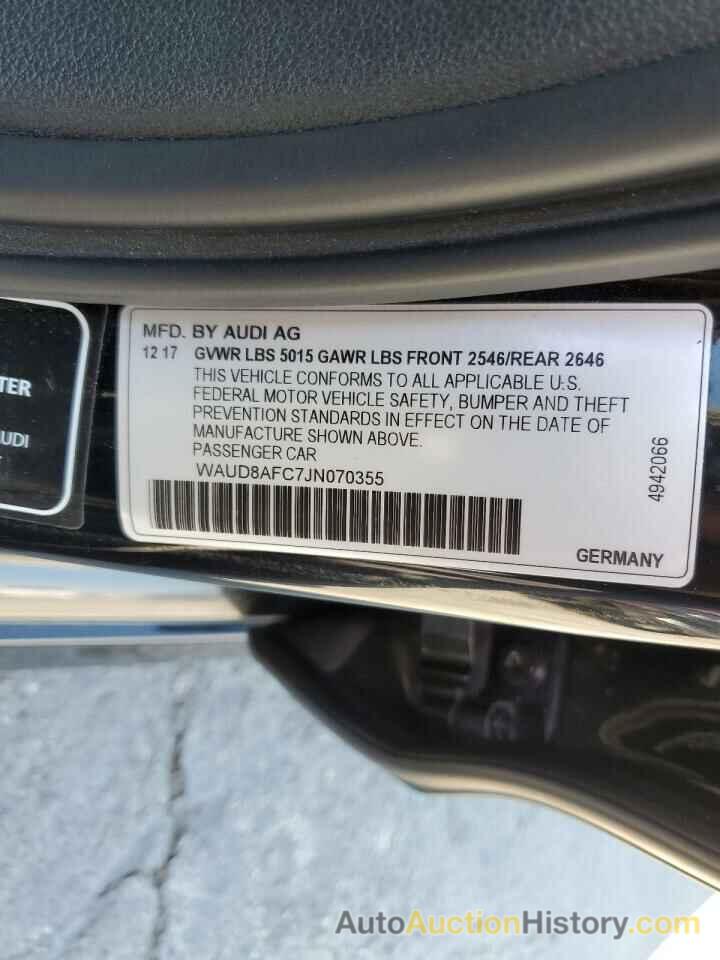 MFD. BY AUDI AG
12 17 GVWR LBS 5015 GAWR LBS FRONT 2546/REAR 2646
THIS VEHICLE CONFORMS TO ALL APPLICABLE U.S.
FEDERAL MOTOR VEHICLE SAFETY, BUMPER AND THEFT
PREVENTION STANDARDS IN EFFECT ON THE DATE OF
MANUFACTURE SHOWN ABOVE.
PASSENGER CAR
WAUD8AFC7JN070355
4942066
GERMANY
TER
UDI
AutoAuctionHistory.com